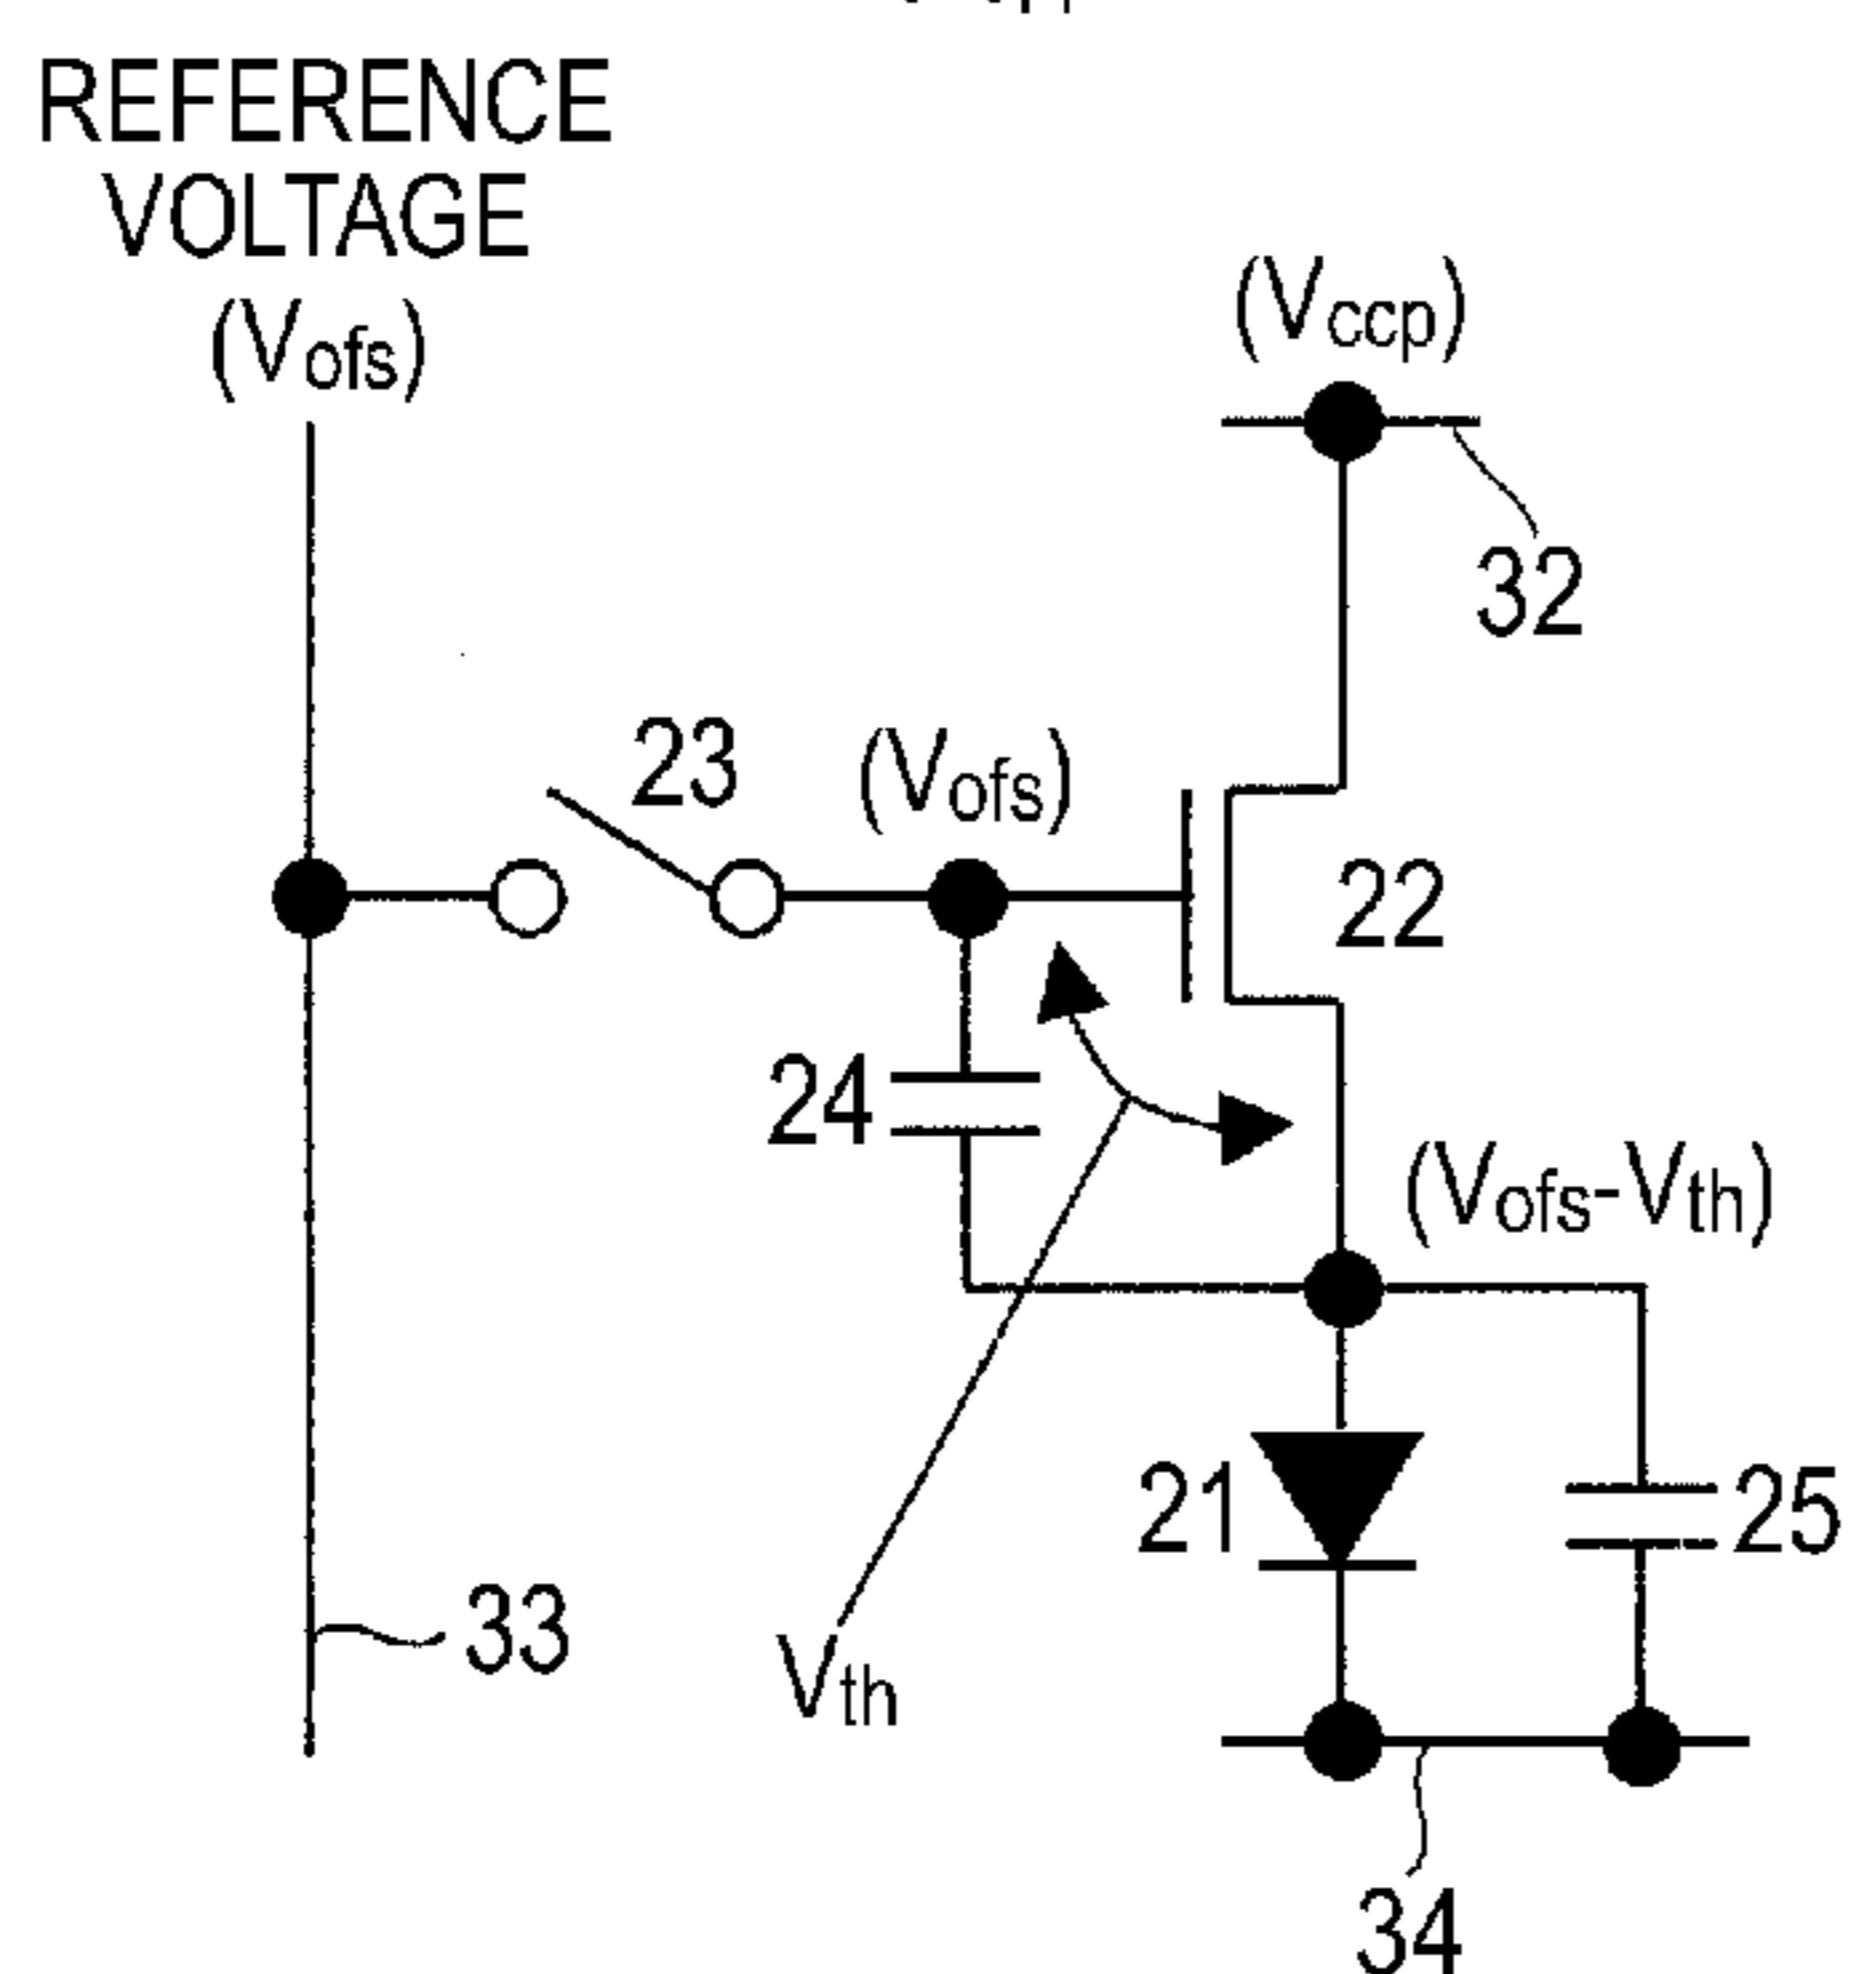 REFERENCE
VOLTAGE
(Vofs)
(Vccp)
32
23
(Vofs)
22
24
(Vofs-Vth)
21
25
33
Vth
34